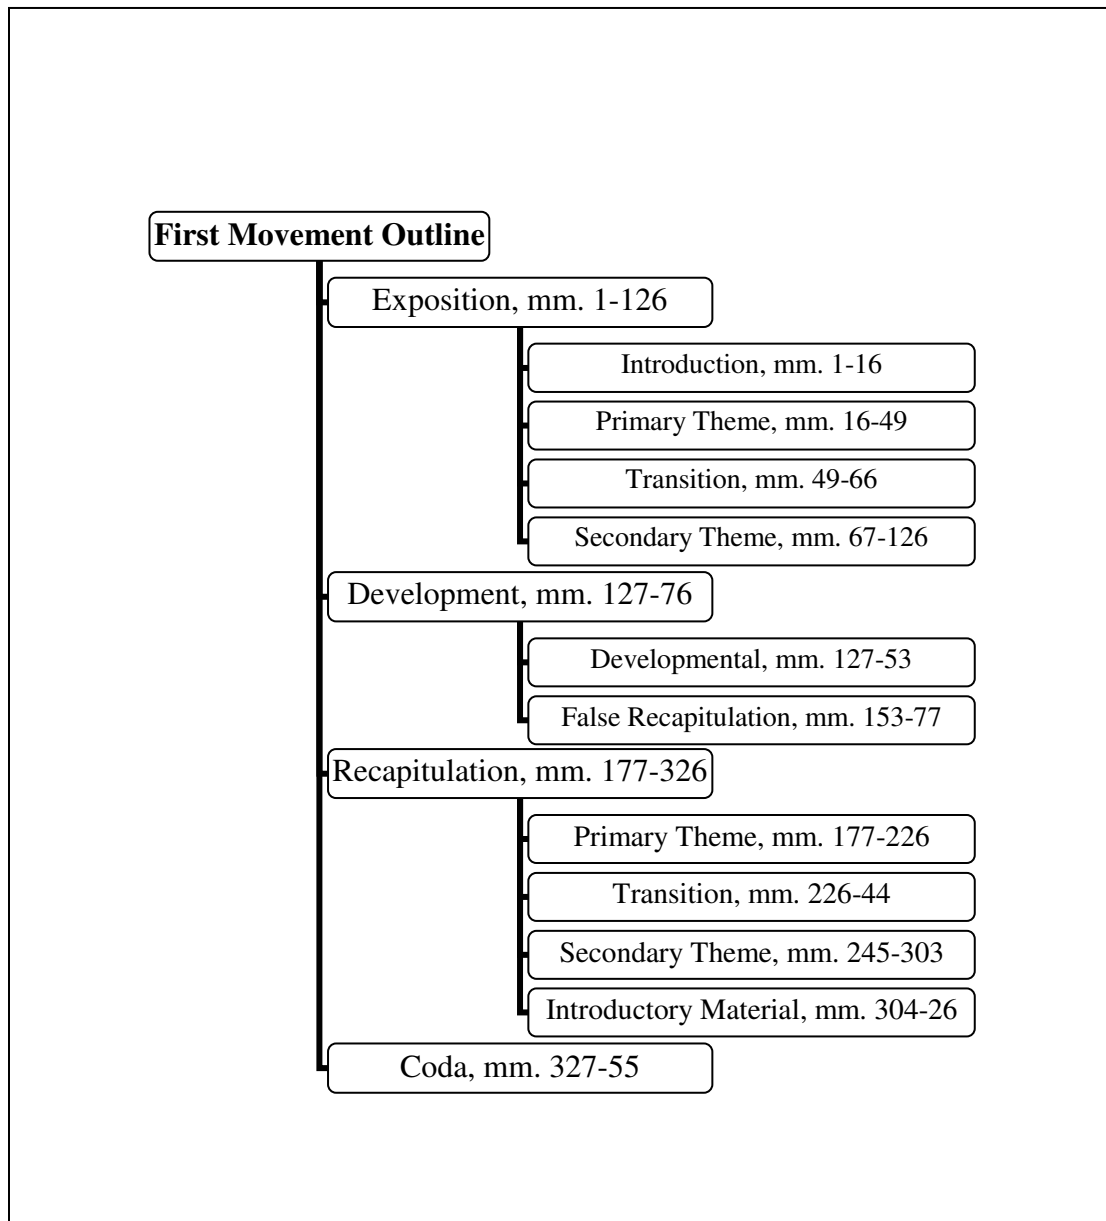 First Movement Outline
Exposition, mm. 1-126
Introduction, mm. 1-16
Primary Theme, mm. 16-49
Transition, mm. 49-66
Secondary Theme, mm. 67-126
Development, mm. 127-76
Developmental, mm. 127-53
False Recapitulation, mm. 153-77
Recapitulation, mm. 177-326
Primary Theme, mm. 177-226
Transition, mm. 226-44
Secondary Theme, mm. 245-303
Introductory Material, mm. 304-26
Coda, mm. 327-55